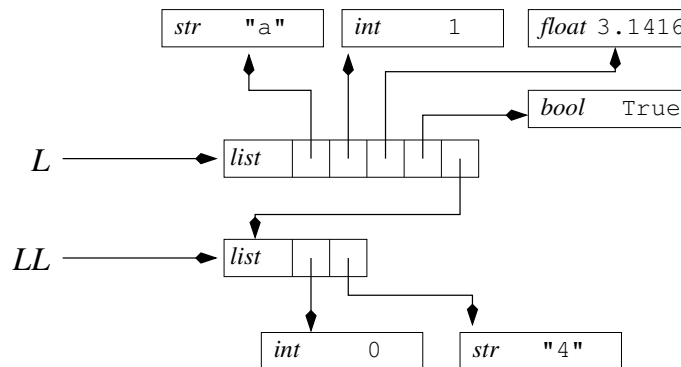 str "a" int 1 float 3.1416
bool True
L list
LL list
int 0 str "4"